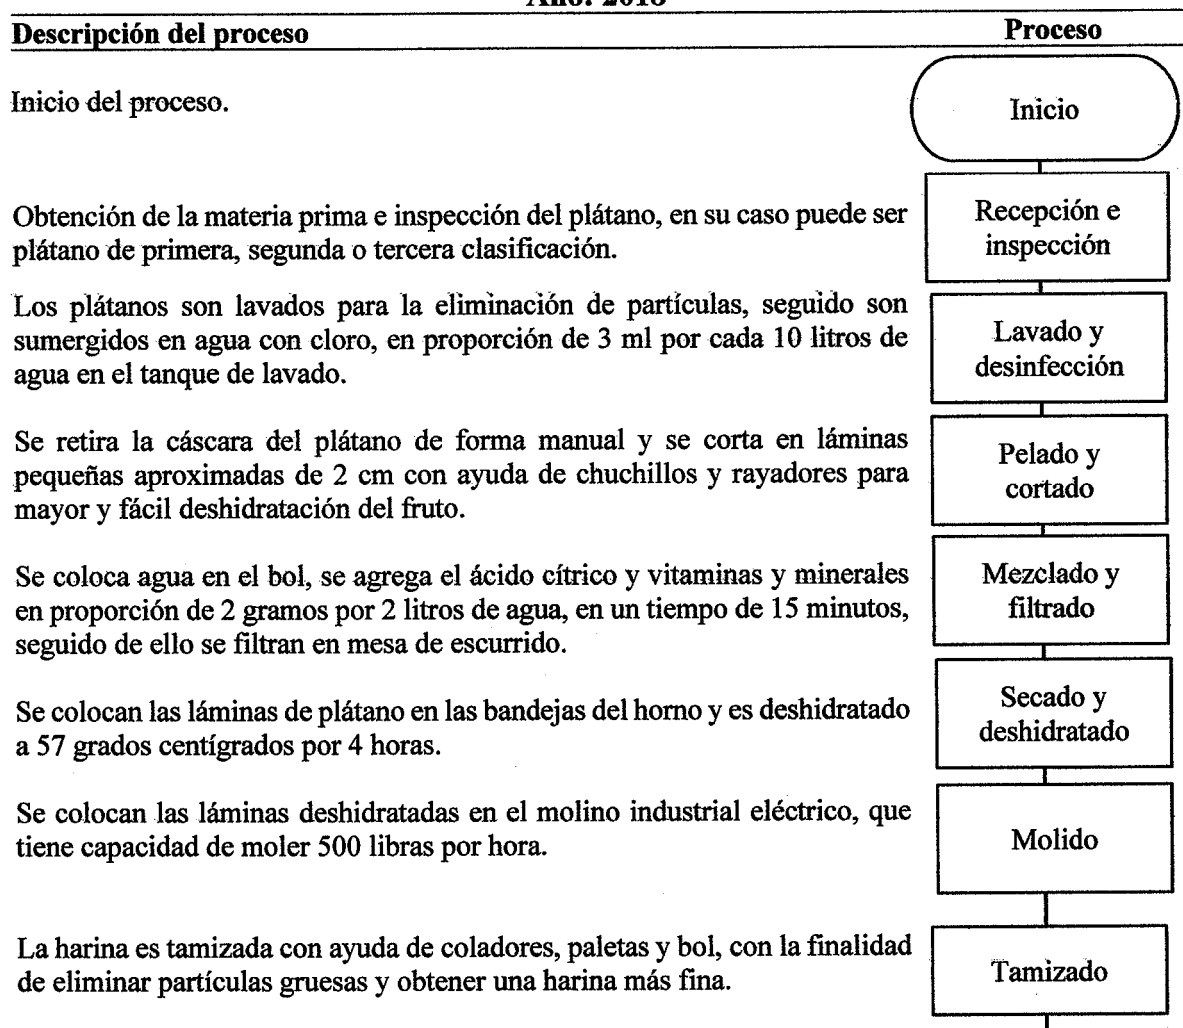 Descripción del proceso
Proceso
Inicio del proceso.
Inicio
Obtención de la materia prima e inspección del plátano, en su caso puede ser
plátano de primera, segunda o tercera clasificación.
Recepción e
inspección
Los plátanos son lavados para la eliminación de partículas, seguido son
sumergidos en agua con cloro, en proporción de 3 ml por cada 10 litros de
agua en el tanque de lavado.
Lavado y
desinfección
Se retira la cáscara del plátano de forma manual y se corta en láminas
pequeñas aproximadas de 2 cm con ayuda de chuchillos y rayadores para
mayor y fácil deshidratación del fruto.
Pelado y
cortado
Se coloca agua en el bol, se agrega el ácido cítrico y vitaminas y minerales
en proporción de 2 gramos por 2 litros de agua, en un tiempo de 15 minutos,
seguido de ello se filtran en mesa de escurrido.
Mezclado y
filtrado
Se colocan las láminas de plátano en las bandejas del horno y es deshidratado
a 57 grados centígrados por 4 horas.
Secado y
deshidratado
Se colocan las láminas deshidratadas en el molino industrial eléctrico, que
tiene capacidad de moler 500 libras por hora.
Molido
La harina es tamizada con ayuda de coladores, paletas y bol, con la finalidad
de eliminar partículas gruesas y obtener una harina más fina.
Tamizado